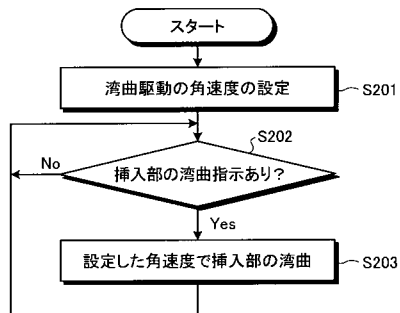 スタート
湾曲駆動の角速度の設定
S201
S202
挿入部の湾曲指示あり?
No
Yes
設定した角速度で挿入部の湾曲
S203